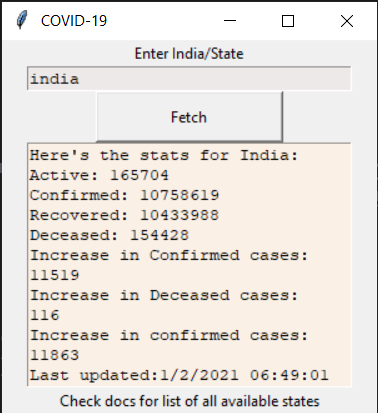 COVID-19
Enter India/State
india
Fetch
Here's the stats for India:
Active: 165704
Confirmed: 10758619
Recovered: 10433988
Deceased: 154428
Increase in Confirmed cases:
11519
Increase in Deceased cases:
116
Increase in confirmed cases:
11863
Last updated:1/2/2021 06:49:01
Check docs for list of all available states